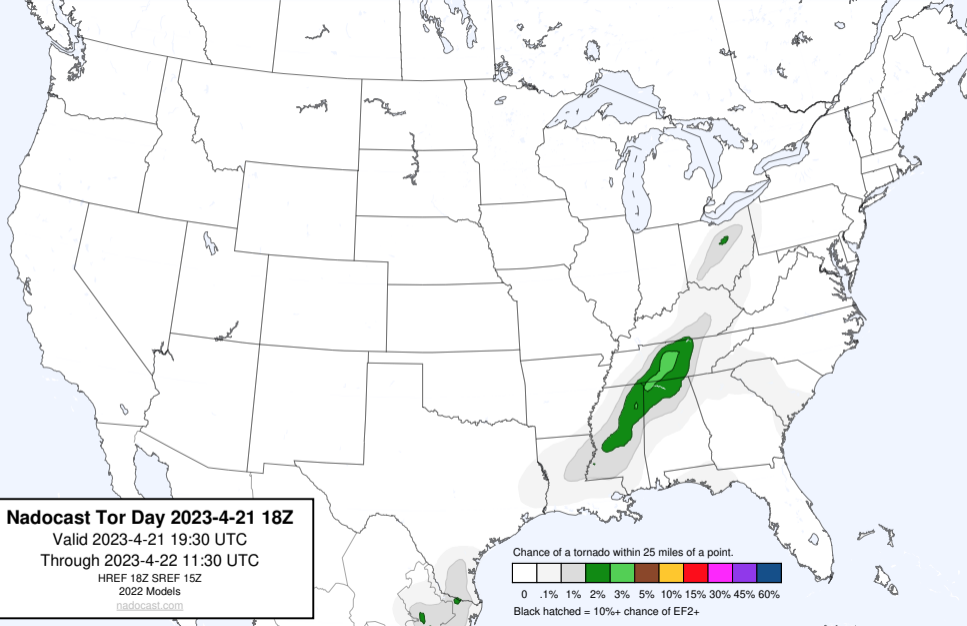 Nadocast Tor Day 2023-4-21 18Z
Valid 2023-4-21 19:30 UTC
Through 2023-4-22 11:30 UTC
HREF 18Z SREF 15Z
2022 Models
nadocast.com
Chance of a tornado within 25 miles of a point.
0 .1% 1% 2% 3% 5% 10% 15% 30% 45% 60%
Black hatched = 10%+ chance of EF2+